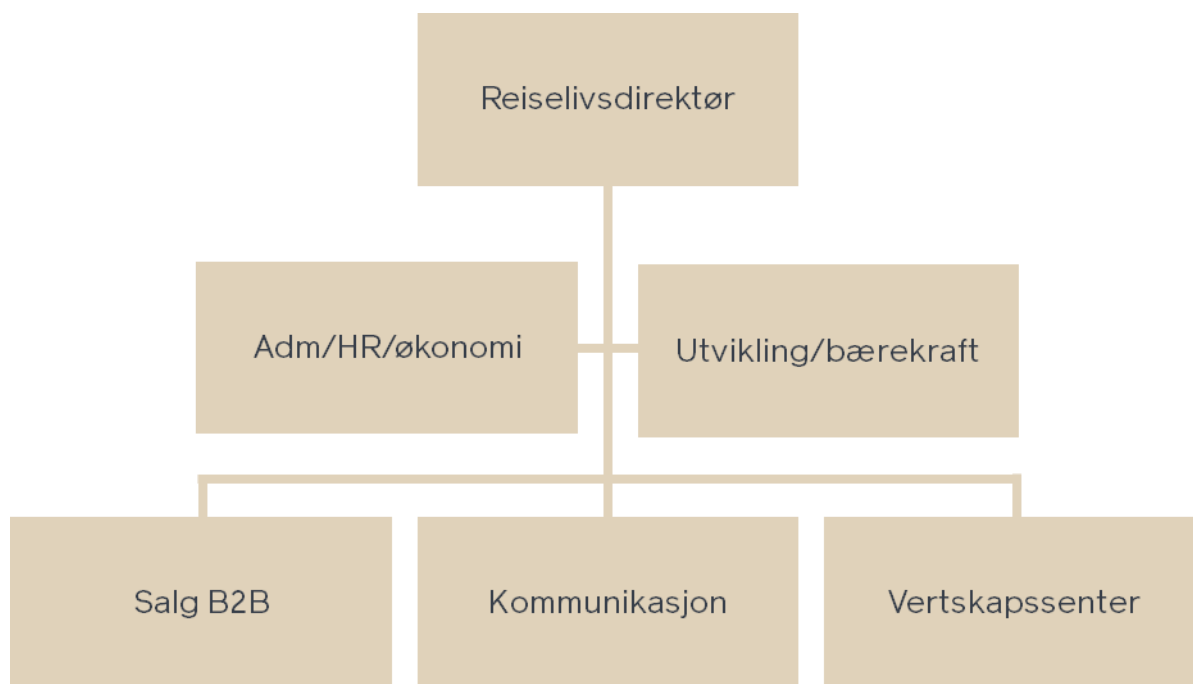 Reiselivsdirektør
Adm/HR/økonomi
Utvikling/bærekraft
Salg B2B
Kommunikasjon
Vertskapssenter